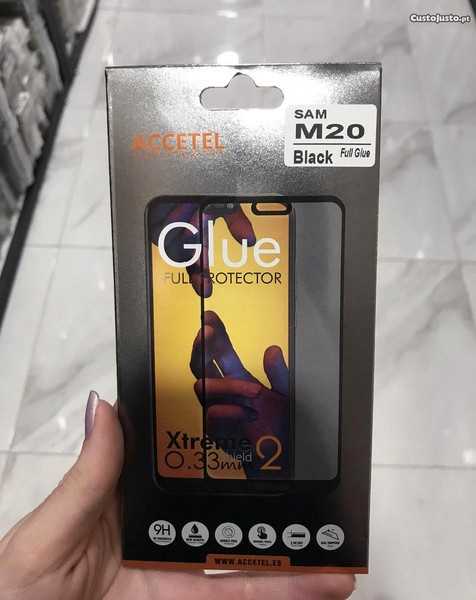 CustoJusto.pt
ACCETEL
SAM
M20
Black Full Glue
Glue
FULL PROTECTOR
Xtreme 2
Shield
0.33mm
9H
WWW.ACCETEL.ES